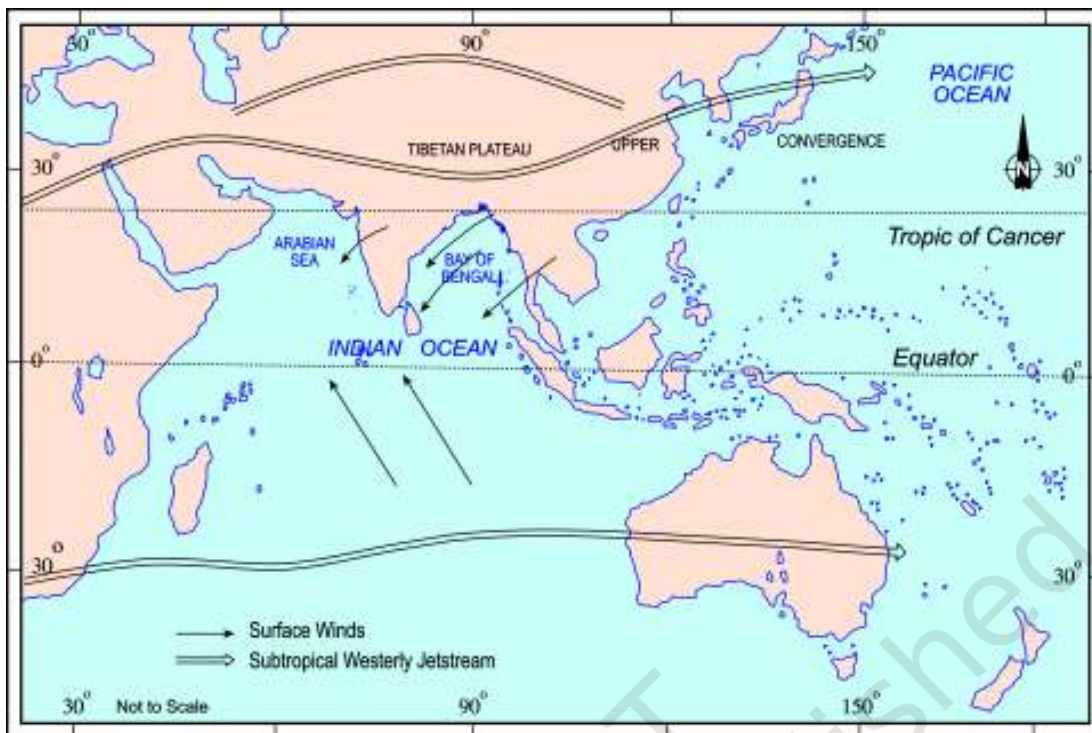 30°
90°
150°
PACIFIC
OCEAN
TIBETAN PLATEAU
UPPER
CONVERGENCE
N
30°
30°
ARABIAN
SEA
BAY OF
BENGAL
Tropic of Cancer
INDIAN OCEAN
Equator
0°
0°
30°
30°
Surface Winds
Subtropical Westerly Jetstream
30°
Not to Scale
90°
150°